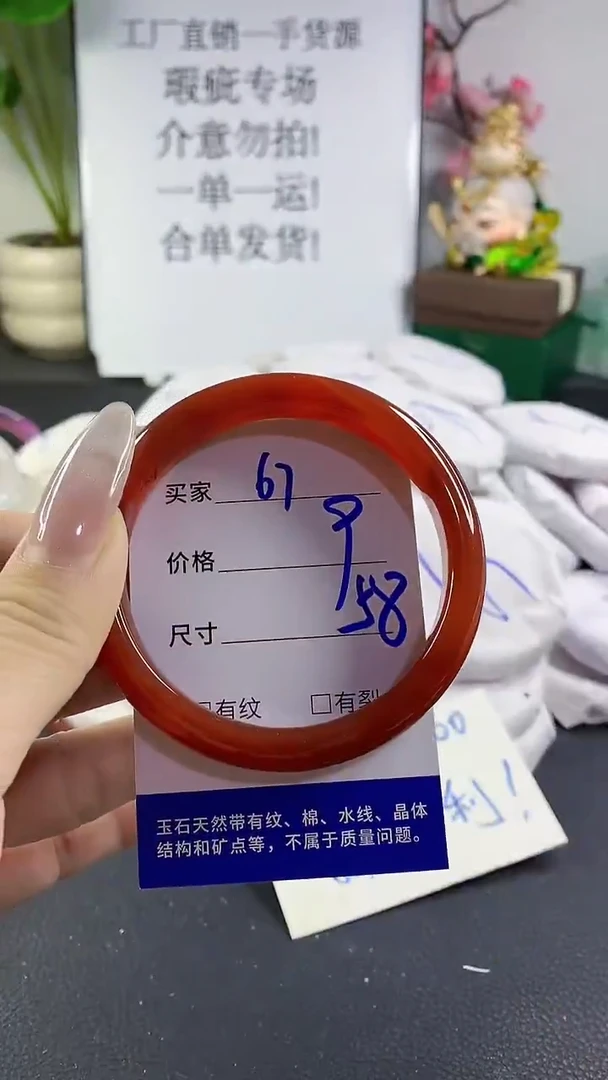 工厂直销一手货源
瑕疵专场
介意勿拍!
一单一运!
合单发货!
买家 67
价格
尺寸 58
□有纹 □有裂
00
利!
玉石天然带有纹、棉、水线、晶体
结构和矿点等，不属于质量问题。